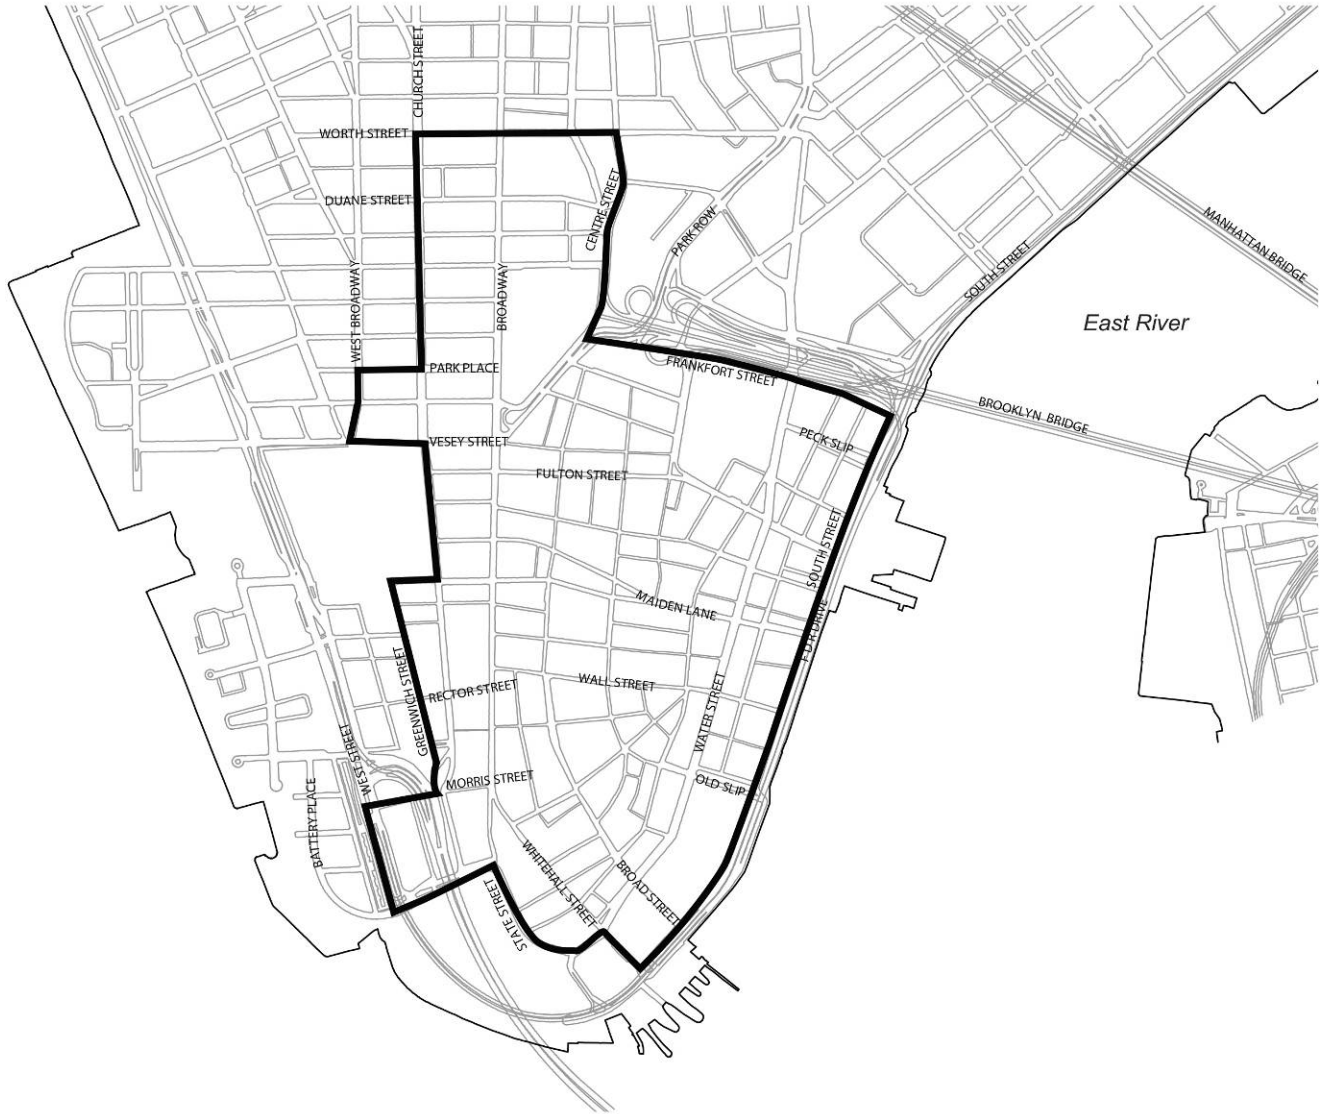 CHURCH STREET
WORTH STREET
DUANE STREET
CENTRE STREET
PARK ROW
MANHATTAN BRIDGE
SOUTH STREET
WEST BROADWAY
BROADWAY
East River
PARK PLACE
FRANKFORT STREET
BROOKLYN BRIDGE
VESEY STREET
PECK SLIP
FULTON STREET
SOUTH STREET
MAIDEN LANE
F D R DRIVE
GREENWICH STREET
RECTOR STREET
WALL STREET
WATER STREET
WEST STREET
MORRIS STREET
OLD SLIP
BATTERY PLACE
WHITEHALL STREET
BROAD STREET
STATE STREET